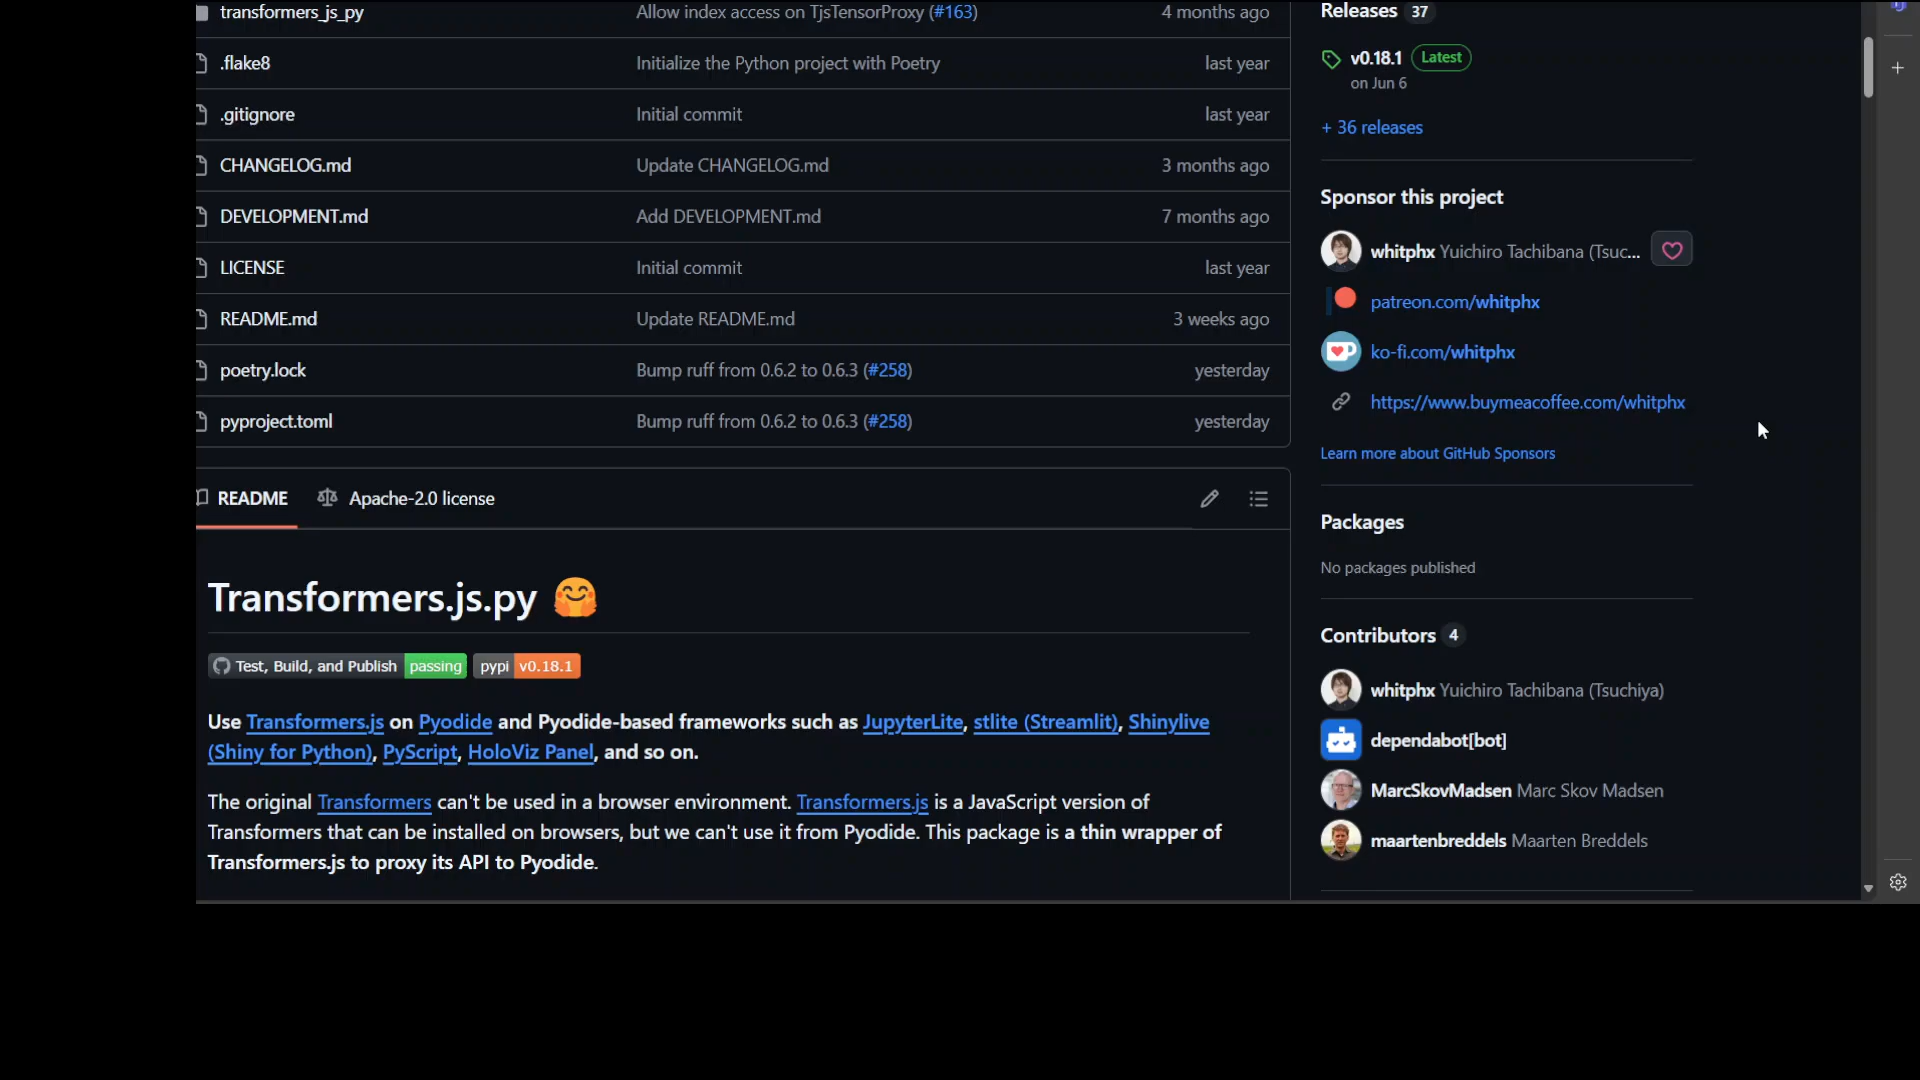 transformers_js_py Allow index access on TjsTensorProxy (#163) 4 months ago
.flake8 Initialize the Python project with Poetry last year
.gitignore Initial commit last year
CHANGELOG.md Update CHANGELOG.md 3 months ago
DEVELOPMENT.md Add DEVELOPMENT.md 7 months ago
LICENSE Initial commit last year
README.md Update README.md 3 weeks ago
poetry.lock Bump ruff from 0.6.2 to 0.6.3 (#258) yesterday
pyproject.toml Bump ruff from 0.6.2 to 0.6.3 (#258) yesterday
README Apache-2.0 license
Transformers.js.py 🤗
Test, Build, and Publish passing pypi v0.18.1
Use Transformers.js on Pyodide and Pyodide-based frameworks such as JupyterLite, stlite (Streamlit), Shinylive
(Shiny for Python), PyScript, HoloViz Panel, and so on.
The original Transformers can't be used in a browser environment. Transformers.js is a JavaScript version of
Transformers that can be installed on browsers, but we can't use it from Pyodide. This package is a thin wrapper of
Transformers.js to proxy its API to Pyodide.
Releases 37
v0.18.1 Latest
on Jun 6
+ 36 releases
Sponsor this project
whitphx Yuichiro Tachibana (Tsuc...
patreon.com/whitphx
ko-fi.com/whitphx
https://www.buymeacoffee.com/whitphx
Learn more about GitHub Sponsors
Packages
No packages published
Contributors 4
whitphx Yuichiro Tachibana (Tsuchiya)
dependabot[bot]
MarcSkovMadsen Marc Skov Madsen
maartenbreddels Maarten Breddels